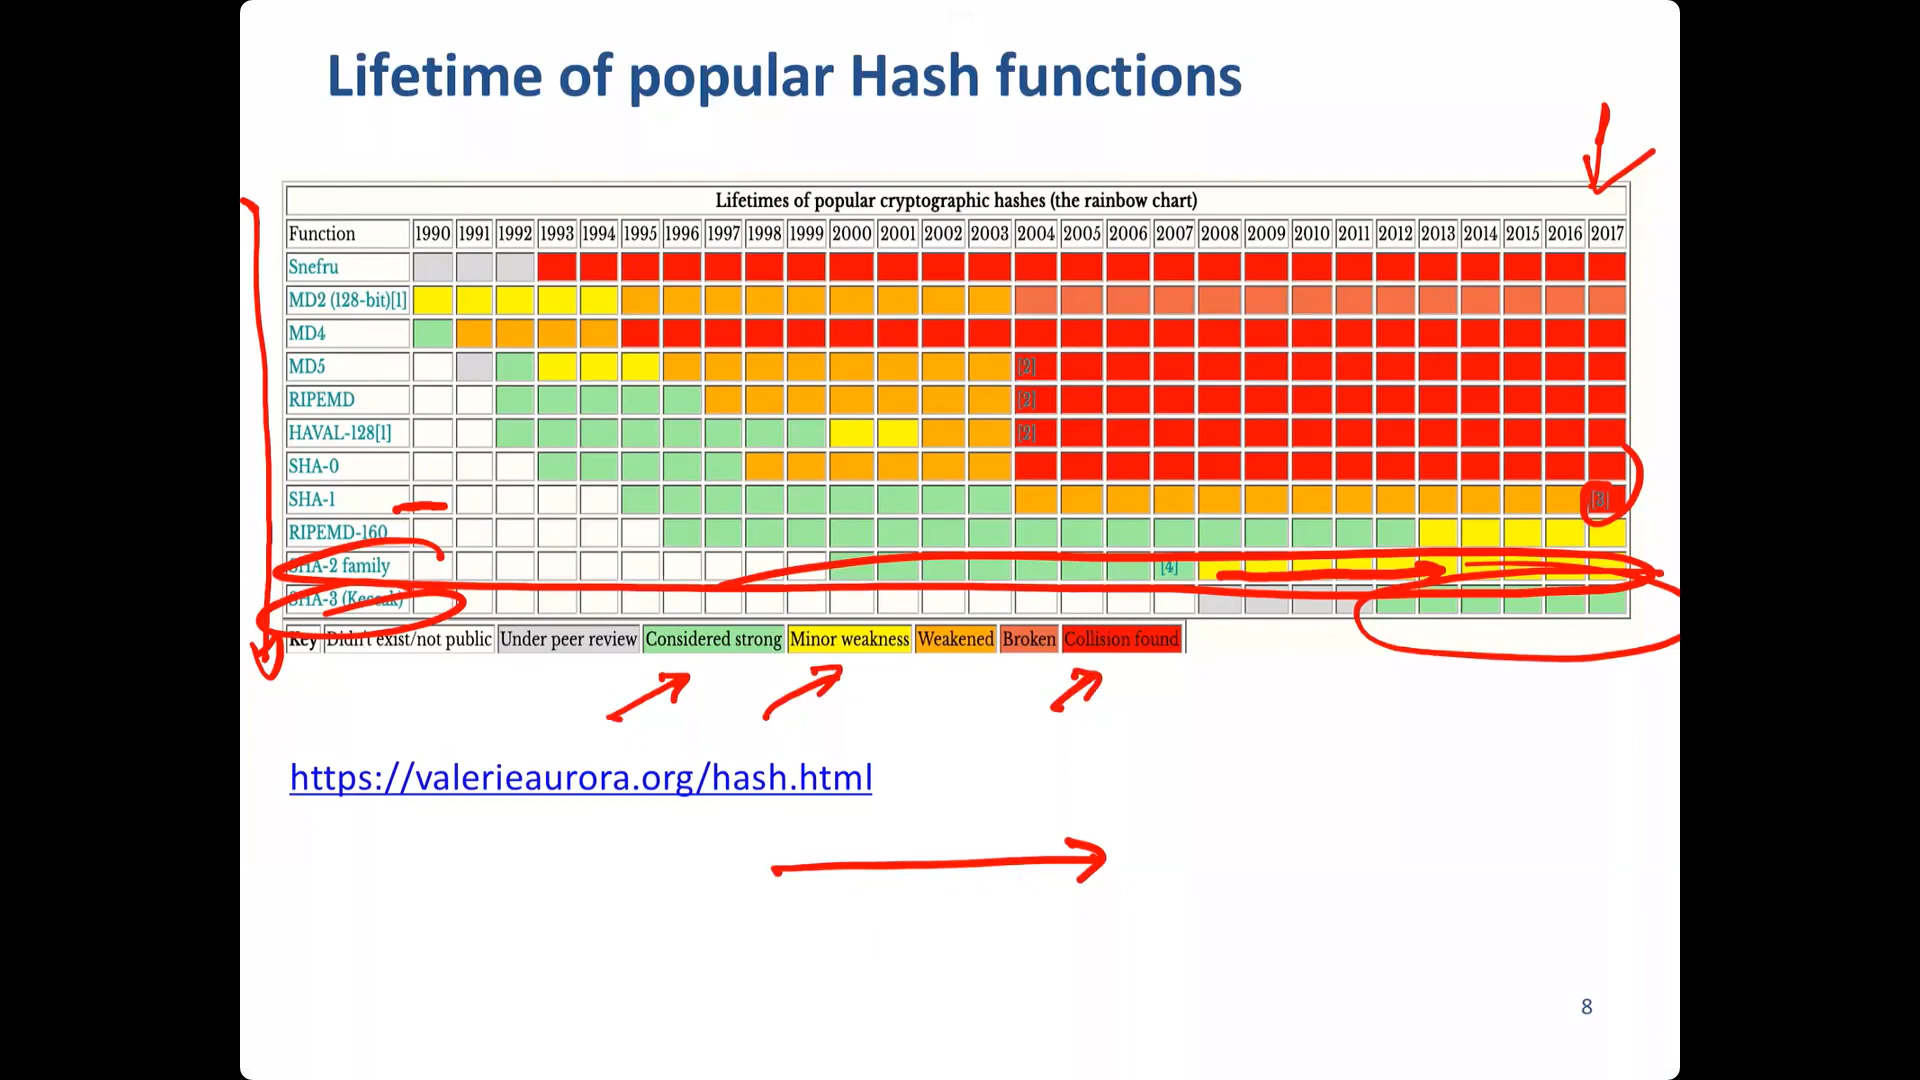 Lifetime of popular Hash functions
Lifetimes of popular cryptographic hashes (the rainbow chart)
Function 1990 1991 1992 1993 1994 1995 1996 1997 1998 1999 2000 2001 2002 2003 2004 2005 2006 2007 2008 2009 2010 2011 2012 2013 2014 2015 2016 2017
Snefru
MD2 (128-bit)[1]
MD4
MD5 [2]
RIPEMD [2]
HAVAL-128[1] [2]
SHA-0
SHA-1 [3]
RIPEMD-160
SHA-2 family [4]
SHA-3 (Keccak)
Key Didn't exist/not public Under peer review Considered strong Minor weakness Weakened Broken Collision found
https://valerieaurora.org/hash.html
8